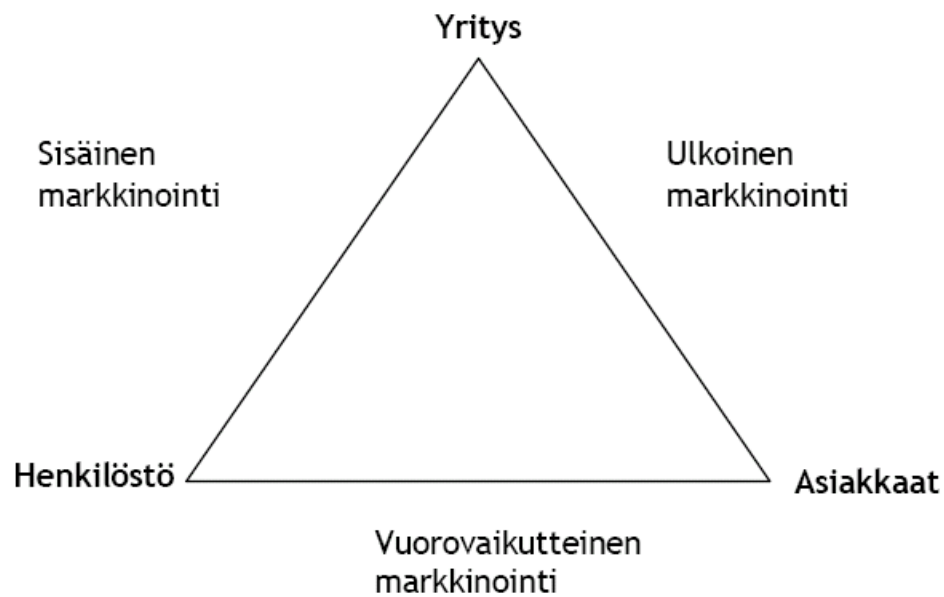 Yritys
Sisäinen
markkinointi
Ulkoinen
markkinointi
Henkilöstö
Asiakkaat
Vuorovaikutteinen
markkinointi